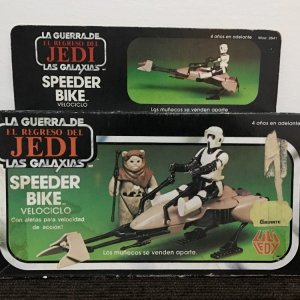 LA GUERRA DE
EL REGRESO DEL
JEDI
LAS GALAXIAS
SPEEDER
BIKE
VELOCICLO
4 años en adelante
Los muñecos se venden aparte.
LA GUERRA DE
EL REGRESO DEL
JEDI
LAS GALAXIAS
4 años en adelante
SPEEDER
BIKE
VELOCICLO
Con aletas para velocidad
de acción!
Los muñecos se venden aparte.
LILI
LEDY